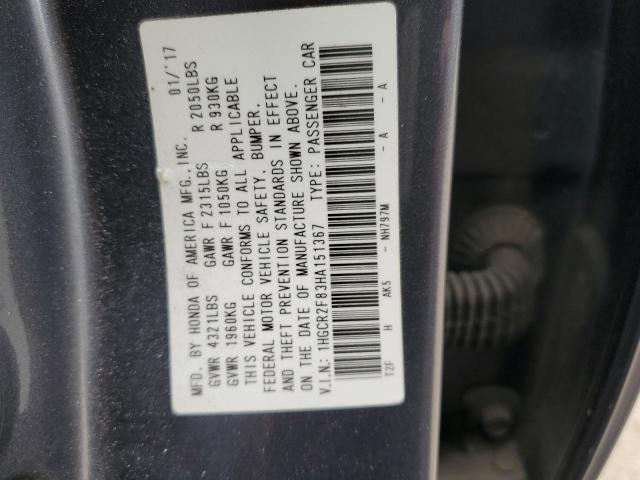 MFD. BY HONDA OF AMERICA MFG.,INC. 01/'17
GVWR 4321LBS GAWR F 2315LBS R 2050LBS
GVWR 1960KG GAWR F 1050KG R 930KG
THIS VEHICLE CONFORMS TO ALL APPLICABLE
FEDERAL MOTOR VEHICLE SAFETY, BUMPER,
AND THEFT PREVENTION STANDARDS IN EFFECT
ON THE DATE OF MANUFACTURE SHOWN ABOVE.
V.I.N.: 1HGCR2F83HA151367 TYPE: PASSENGER CAR
T2F H AK5 - NH797M - A - A